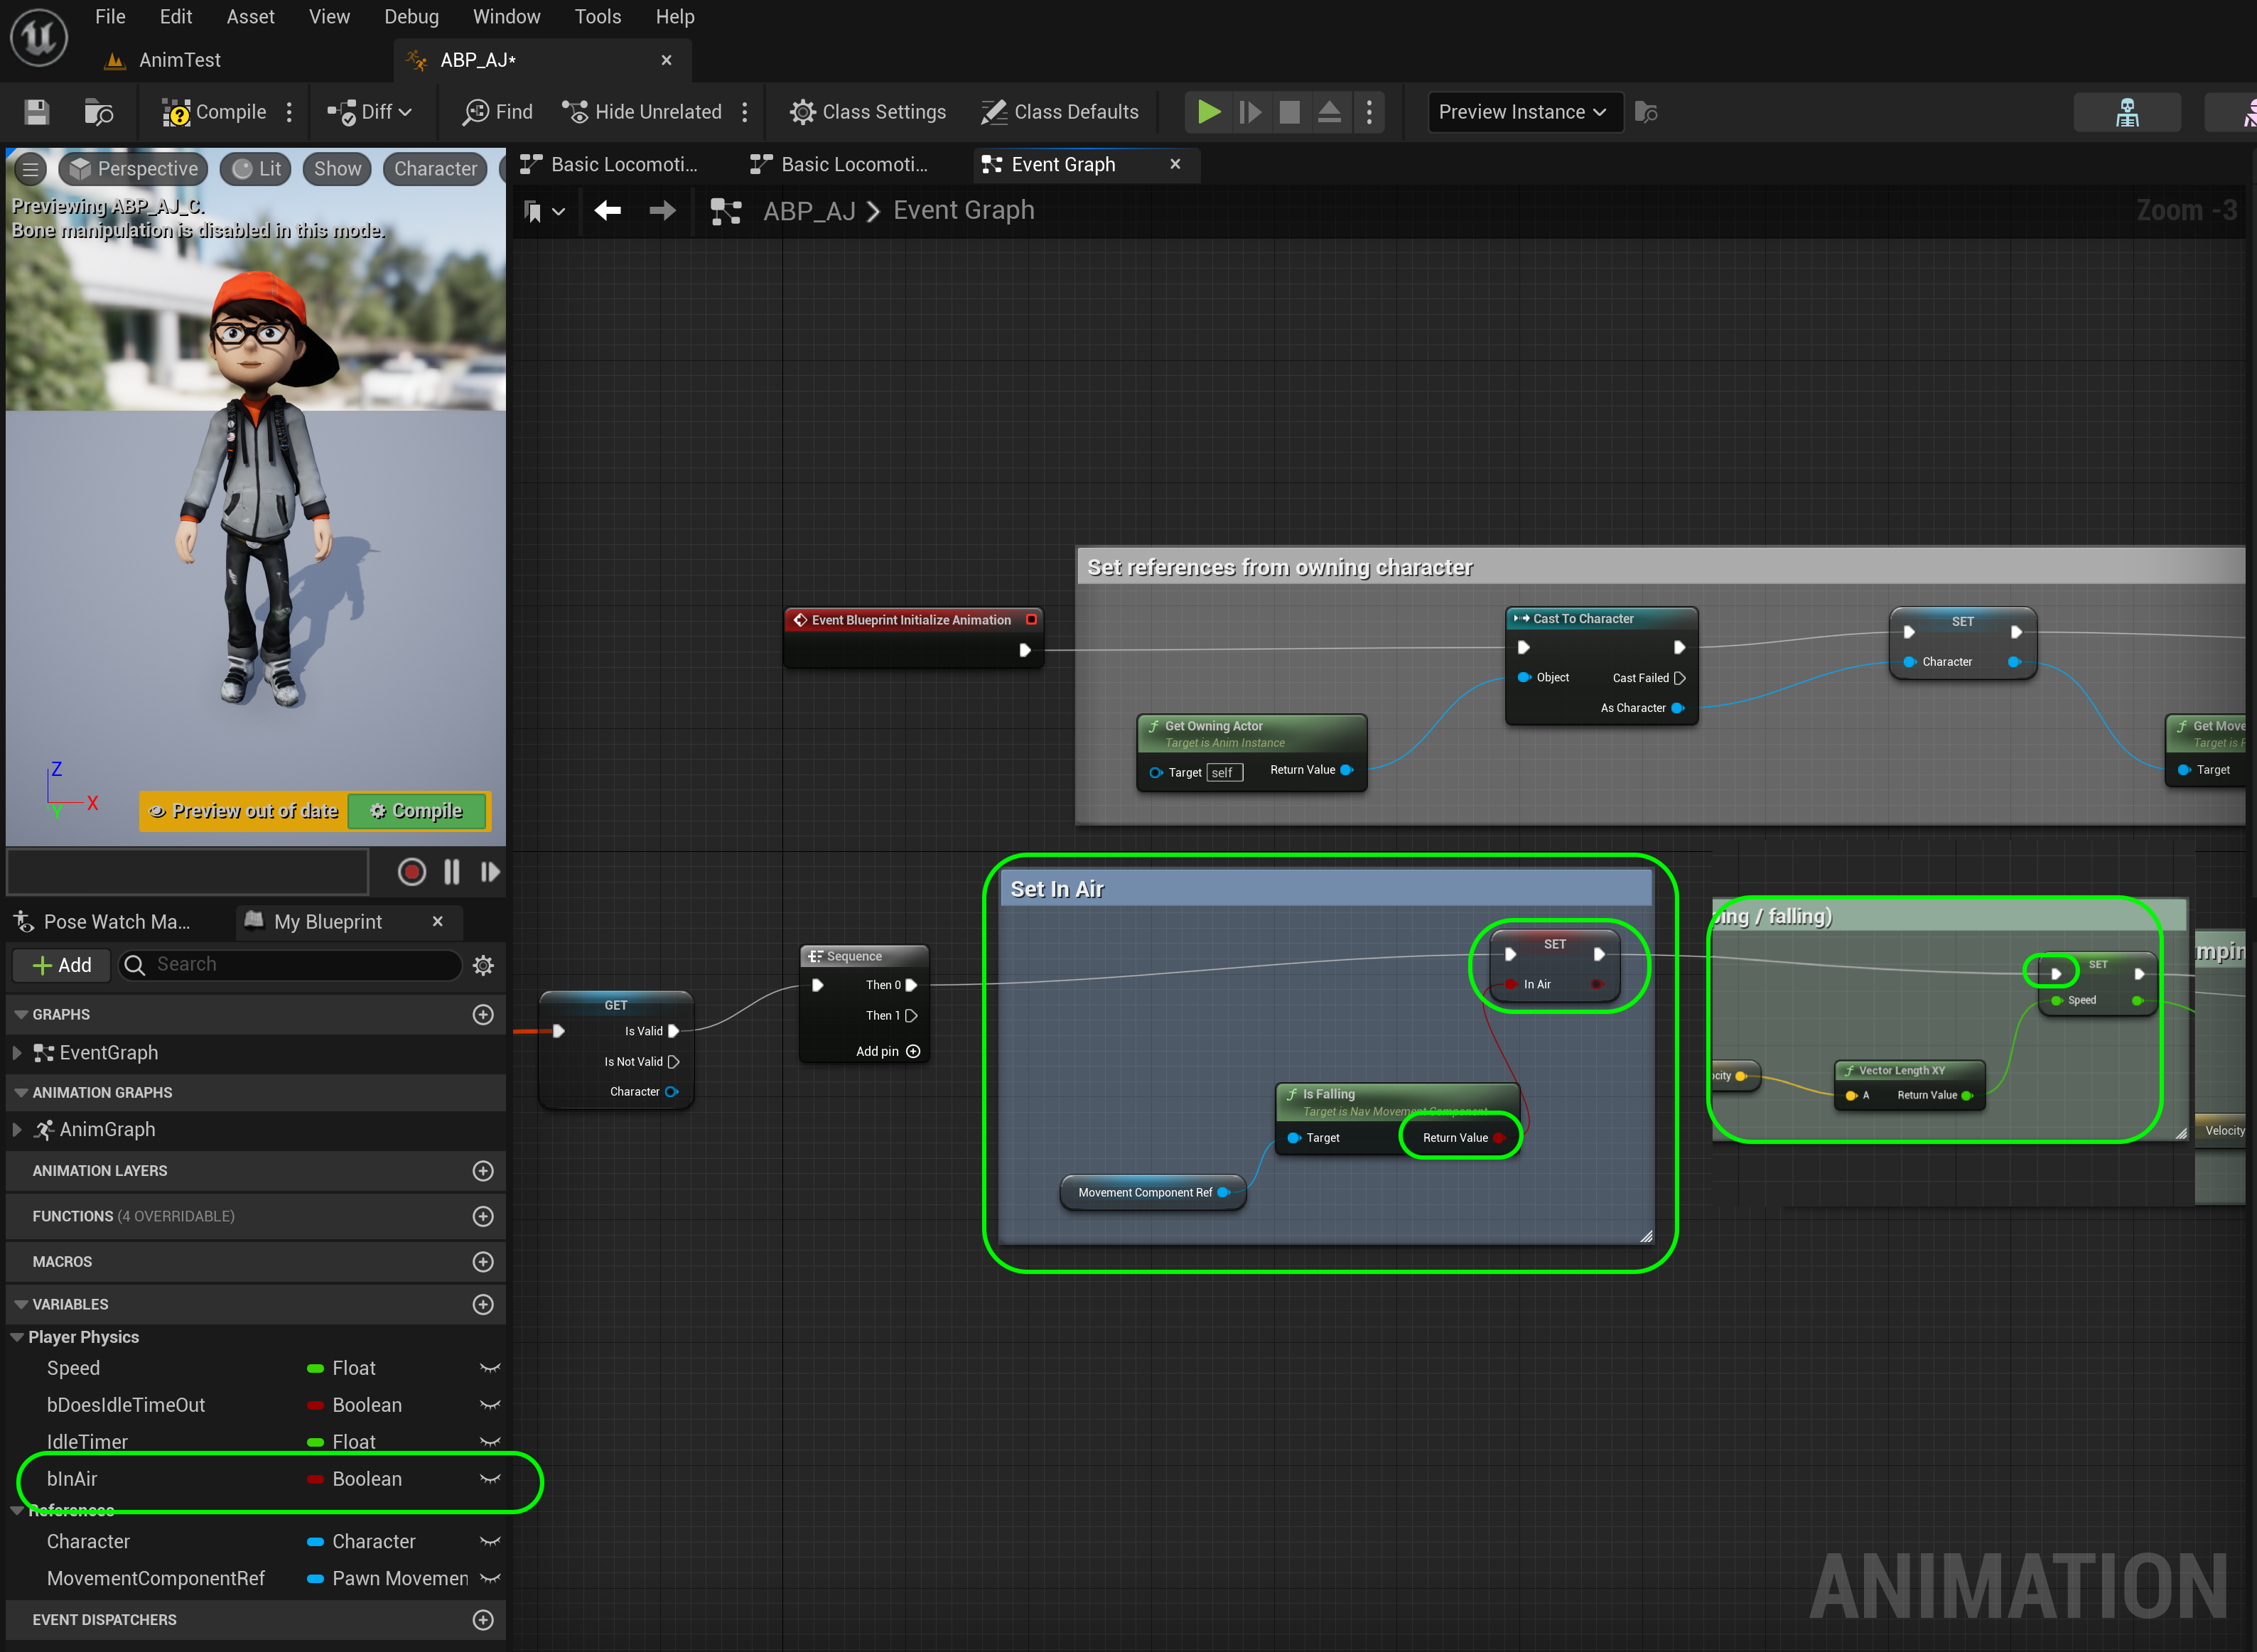 File Edit Asset View Debug Window Tools Help
AnimTest
ABP_AJ*
Compile Diff Find Hide Unrelated Class Settings Class Defaults Preview Instance
Perspective Lit Show Character
Previewing ABP_AJ_C.
Bone manipulation is disabled in this mode.
Z
X
Y
Preview out of date Compile
Pose Watch Ma... My Blueprint
Add Search
GRAPHS
EventGraph
ANIMATION GRAPHS
AnimGraph
ANIMATION LAYERS
FUNCTIONS (4 OVERRIDABLE)
MACROS
VARIABLES
Player Physics
Speed Float
bDoesIdleTimeOut Boolean
IdleTimer Float
bInAir Boolean
References
Character Character
MovementComponentRef Pawn Movemen
EVENT DISPATCHERS
Basic Locomoti... Basic Locomoti... Event Graph
ABP_AJ > Event Graph
Zoom -3
Set references from owning character
Event Blueprint Initialize Animation
Cast To Character
Object
Cast Failed
As Character
SET
Character
Get Owning Actor
Target is Anim Instance
Target self Return Value
Get Move
Target is P
Target
GET
Is Valid
Is Not Valid
Character
Sequence
Then 0
Then 1
Add pin
Set In Air
SET
In Air
Is Falling
Target is Nav Movement Component
Target Return Value
Movement Component Ref
ping / falling)
SET
Speed
ocity
Vector Length XY
A Return Value
mpin
Velocity
ANIMATION